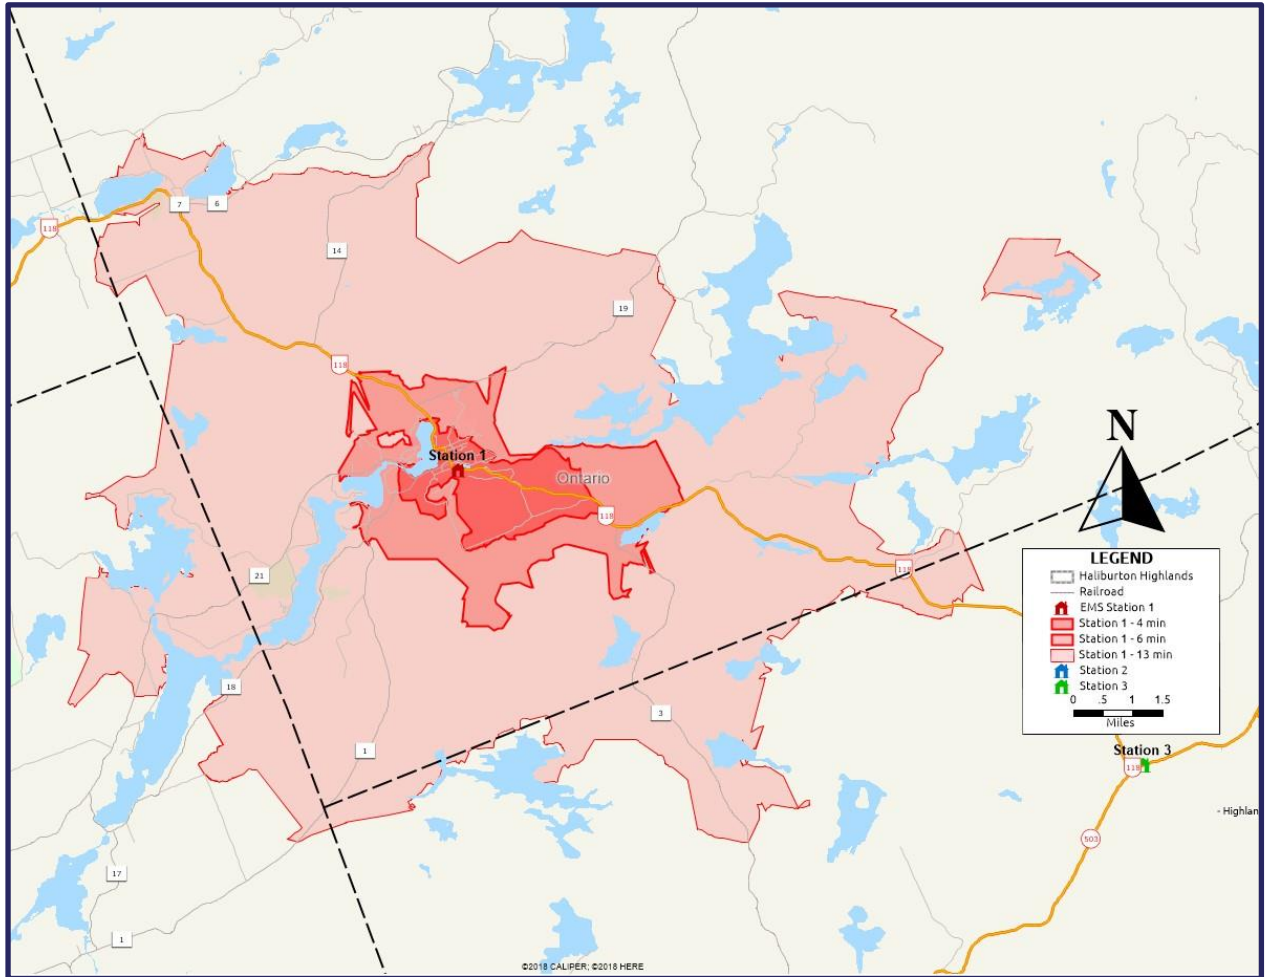 7
6
118
14
19
118
Station 1
Ontario
118
N
118
21
LEGEND
Haliburton Highlands
Railroad
EMS Station 1
Station 1 - 4 min
Station 1 - 6 min
Station 1 - 13 min
Station 2
Station 3
0 .5 1 1.5
Miles
18
3
1
Station 3
118
- Highlan
503
17
1
©2018 CALIPER; ©2018 HERE